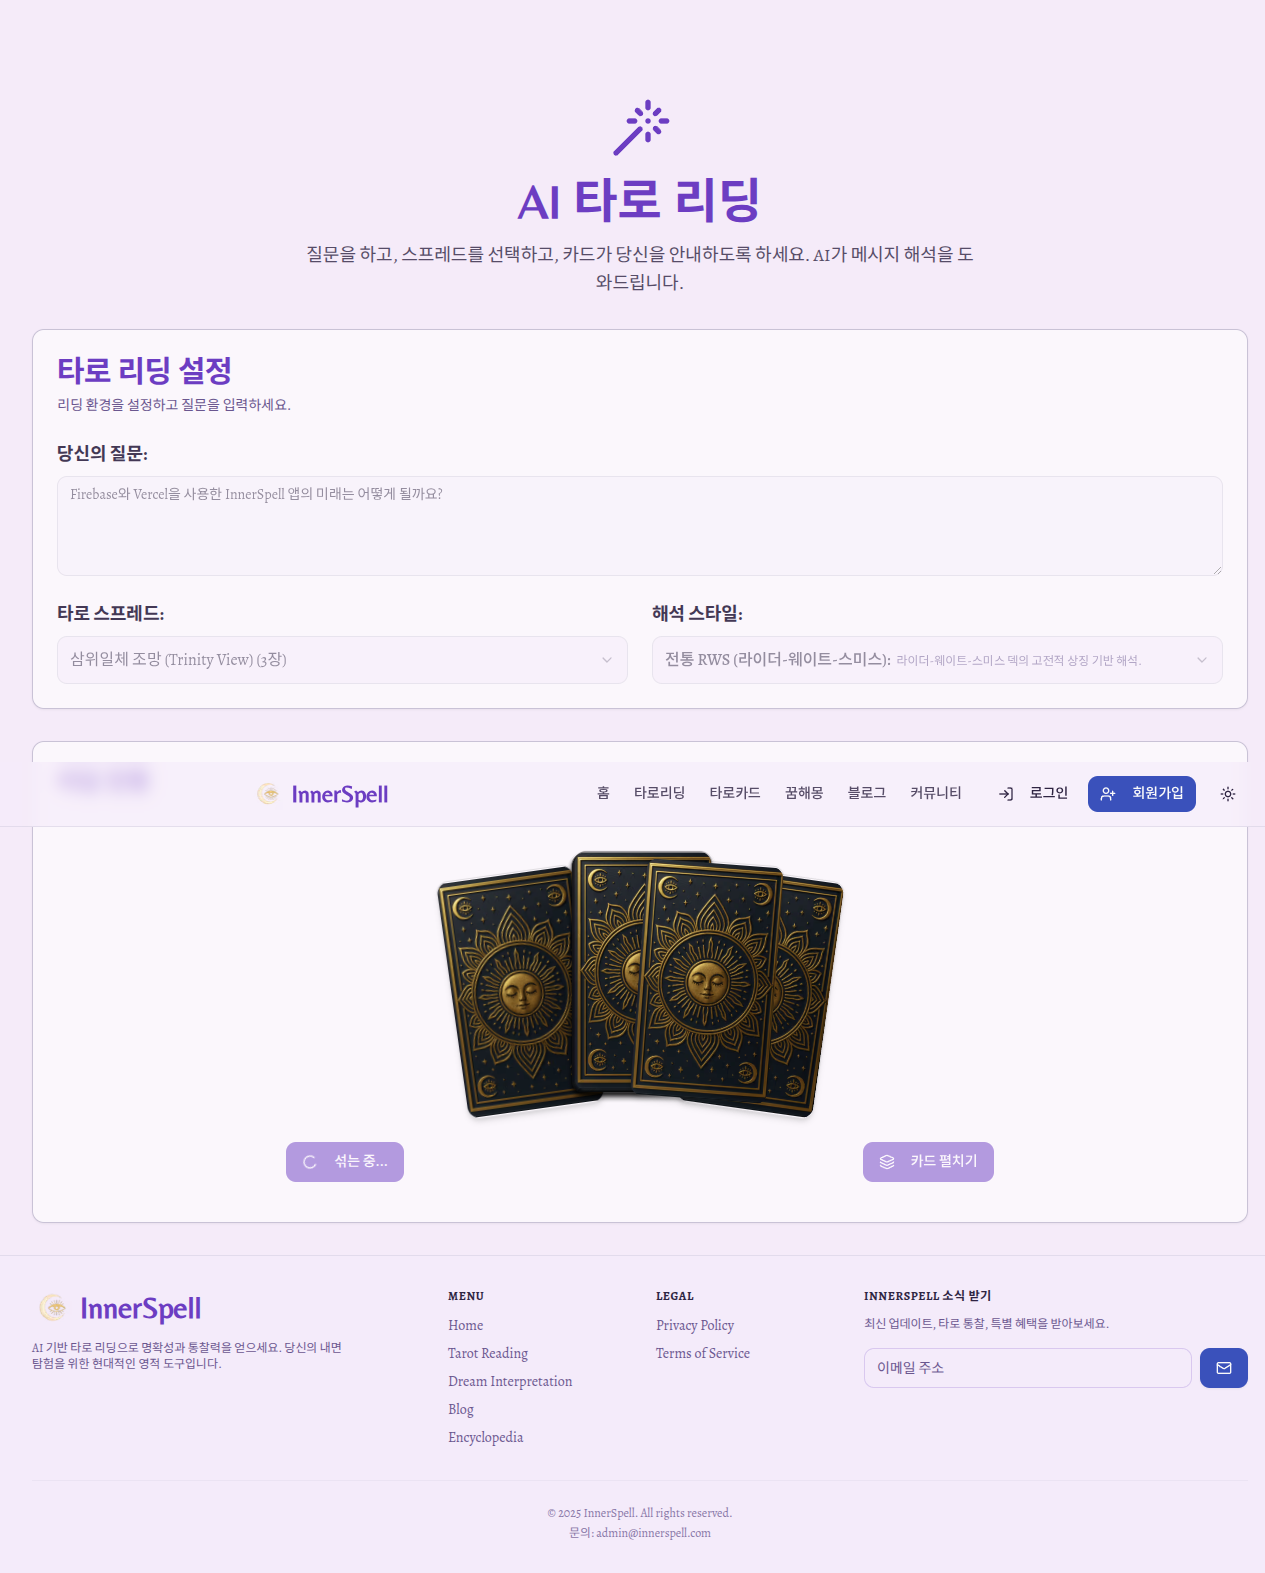 AI 타로 리딩
질문을 하고, 스프레드를 선택하고, 카드가 당신을 안내하도록 하세요. AI가 메시지 해석을 도
와드립니다.
타로 리딩 설정
리딩 환경을 설정하고 질문을 입력하세요.
당신의 질문:
Firebase와 Vercel을 사용한 InnerSpell 앱의 미래는 어떻게 될까요?
타로 스프레드:
해석 스타일:
삼위일체 조망 (Trinity View) (3장)
전통 RWS (라이더-웨이트-스미스): 라이더-웨이트-스미스 덱의 고전적 상징 기반 해석.
InnerSpell
홈 타로리딩 타로카드 꿈해몽 블로그 커뮤니티 로그인 회원가입
섞는 중...
카드 펼치기
InnerSpell
AI 기반 타로 리딩으로 명확성과 통찰력을 얻으세요. 당신의 내면
탐험을 위한 현대적인 영적 도구입니다.
MENU
Home
Tarot Reading
Dream Interpretation
Blog
Encyclopedia
LEGAL
Privacy Policy
Terms of Service
INNERSPELL 소식 받기
최신 업데이트, 타로 통찰, 특별 혜택을 받아보세요.
이메일 주소
© 2025 InnerSpell. All rights reserved.
문의: admin@innerspell.com